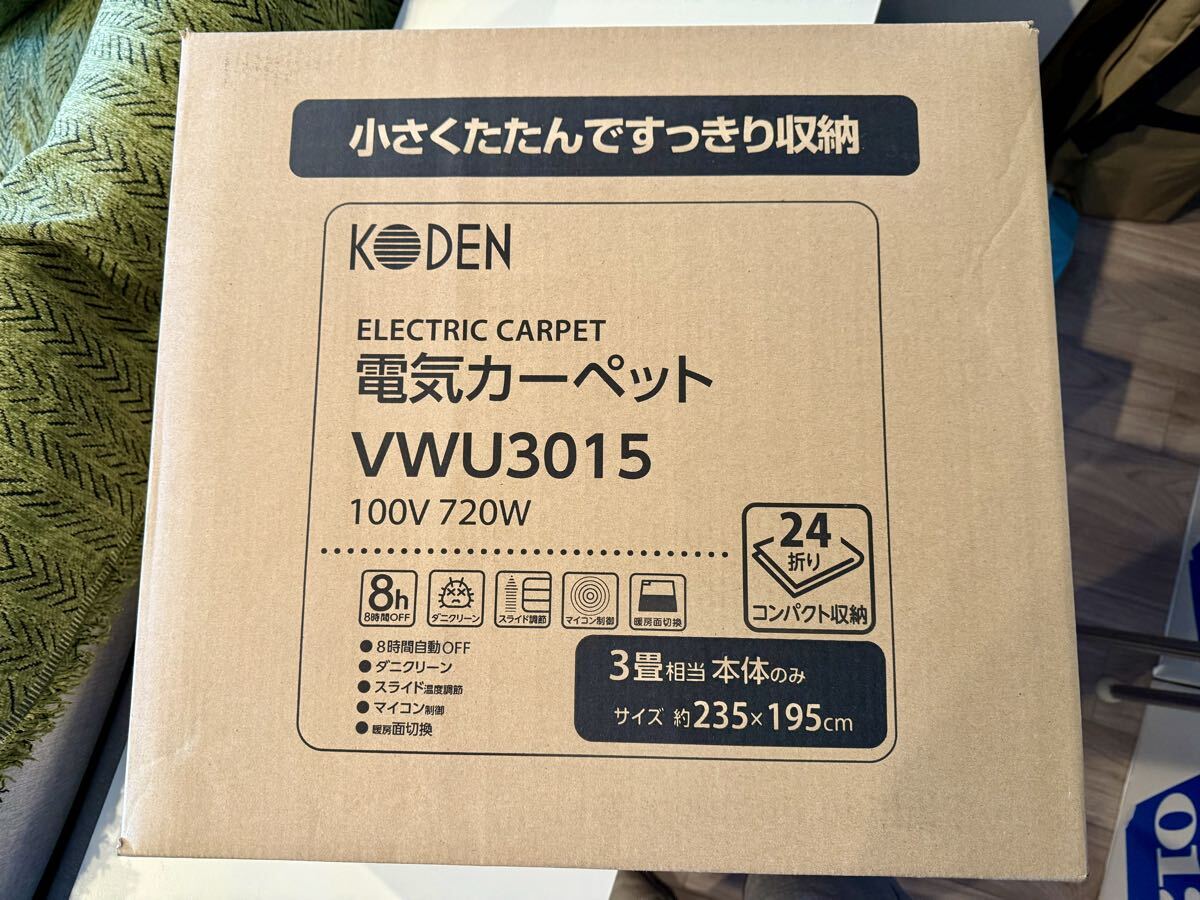 小さくたたんですっきり収納
KODEN
ELECTRIC CARPET
電気カーペット
VWU3015
100V 720W
24
折り
コンパクト収納
8h
8時間OFF
ダニクリーン
スライド調節
マイコン制御
暖房面切換
●8時間自動OFF
●ダニクリーン
●スライド温度調節
●マイコン制御
●暖房面切換
3畳相当 本体のみ
サイズ 約235×195cm